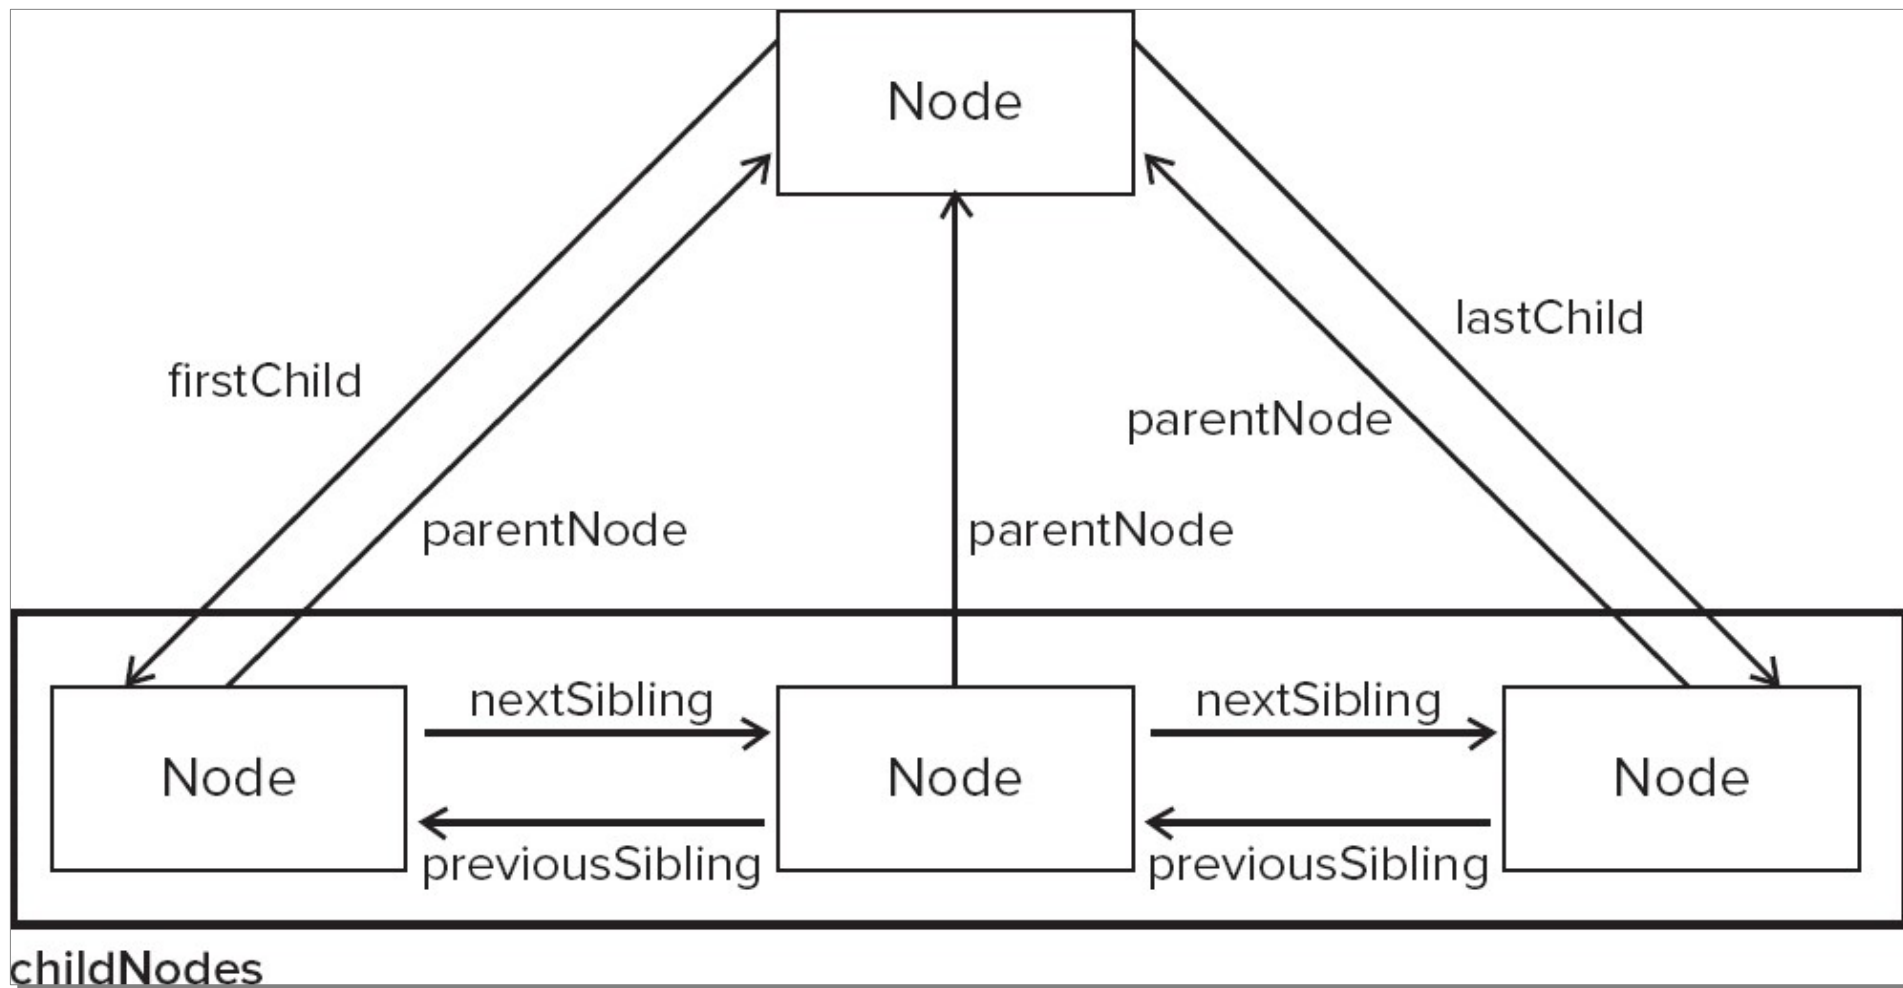 Node
lastChild
firstChild
parentNode
parentNode
parentNode
nextSibling
nextSibling
Node
Node
Node
previousSibling
previousSibling
childNodes